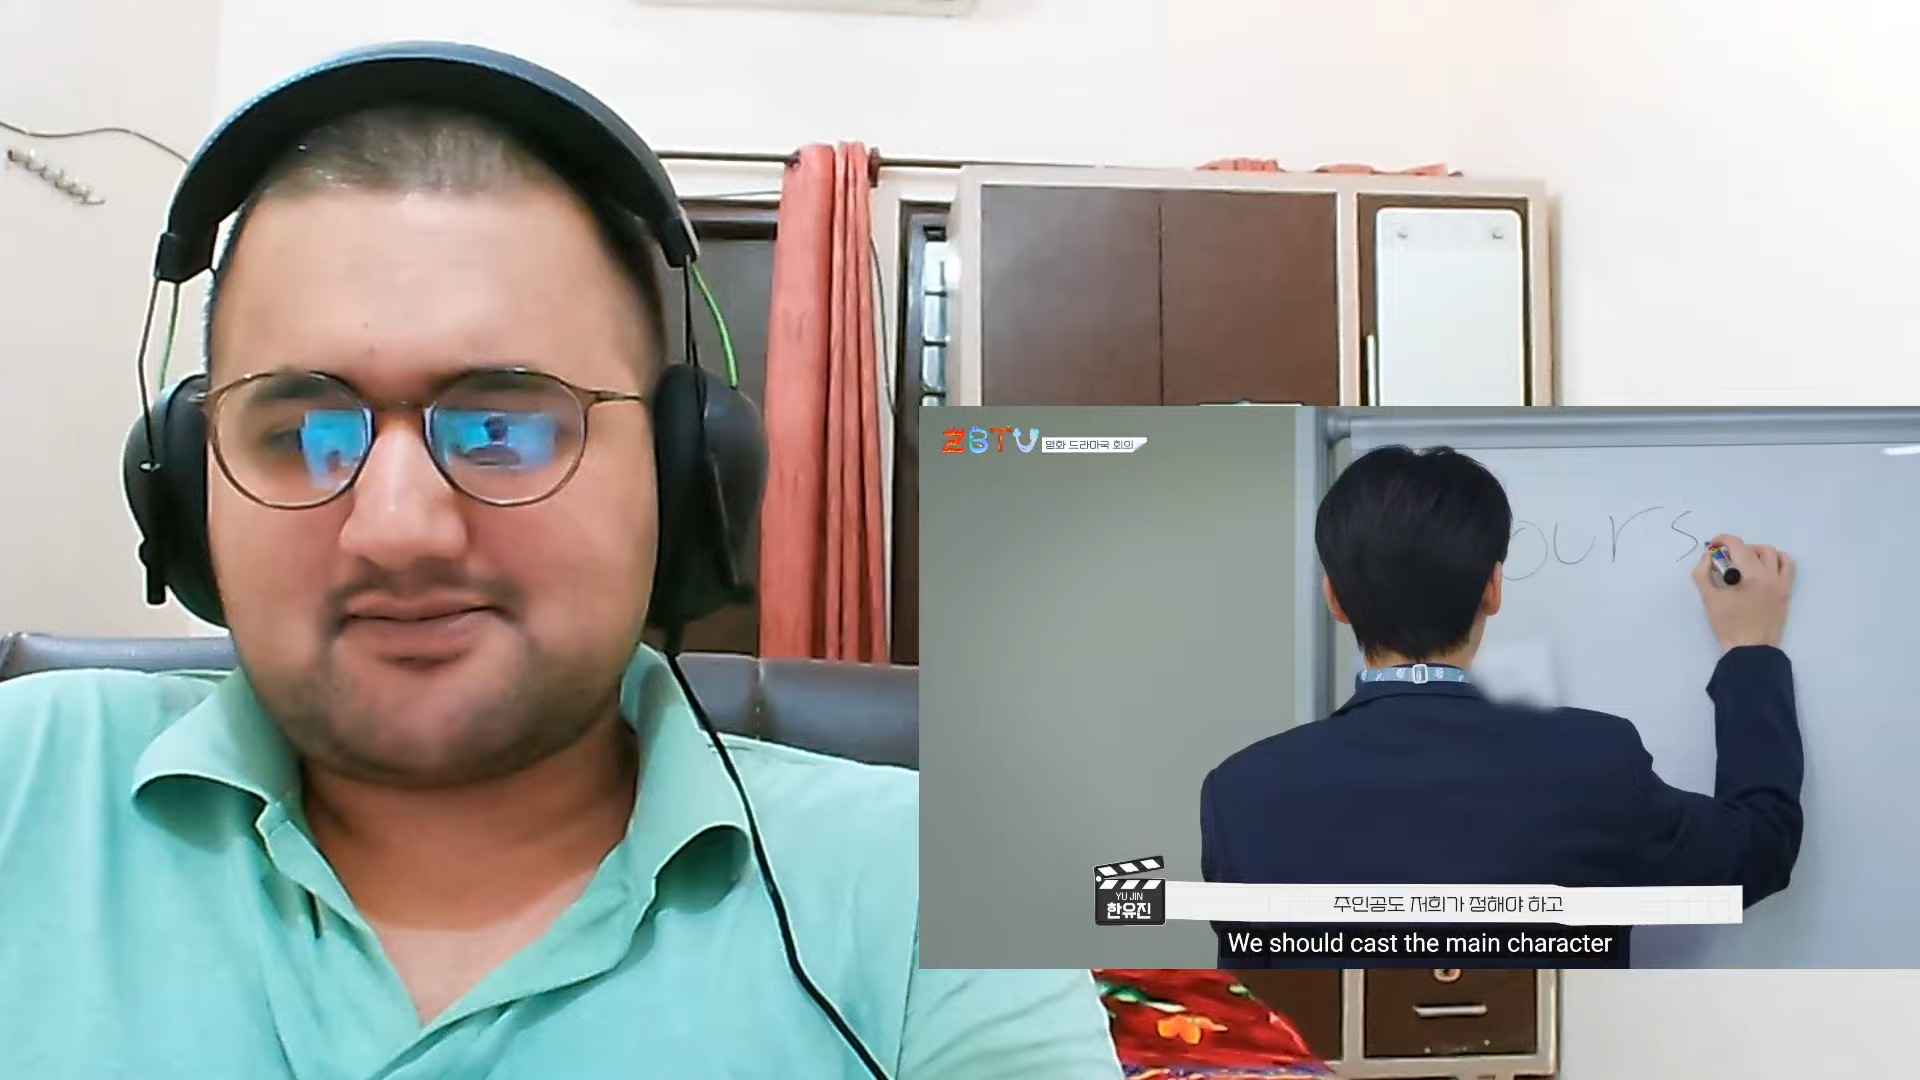 ZBTV 명화 드라마국 회의
ours
YU JIN
한유진
주인공도 저희가 정해야 하고
We should cast the main character